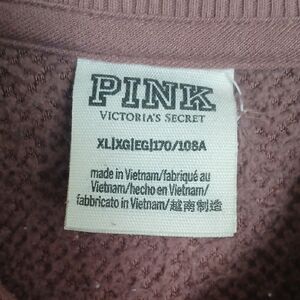 PINK
VICTORIA'S SECRET
XL|XG|EG|170/108A
made in Vietnam/fabriqué au
Vietnam/hecho en Vietnam/
fabbricato in Vietnam/越南制造